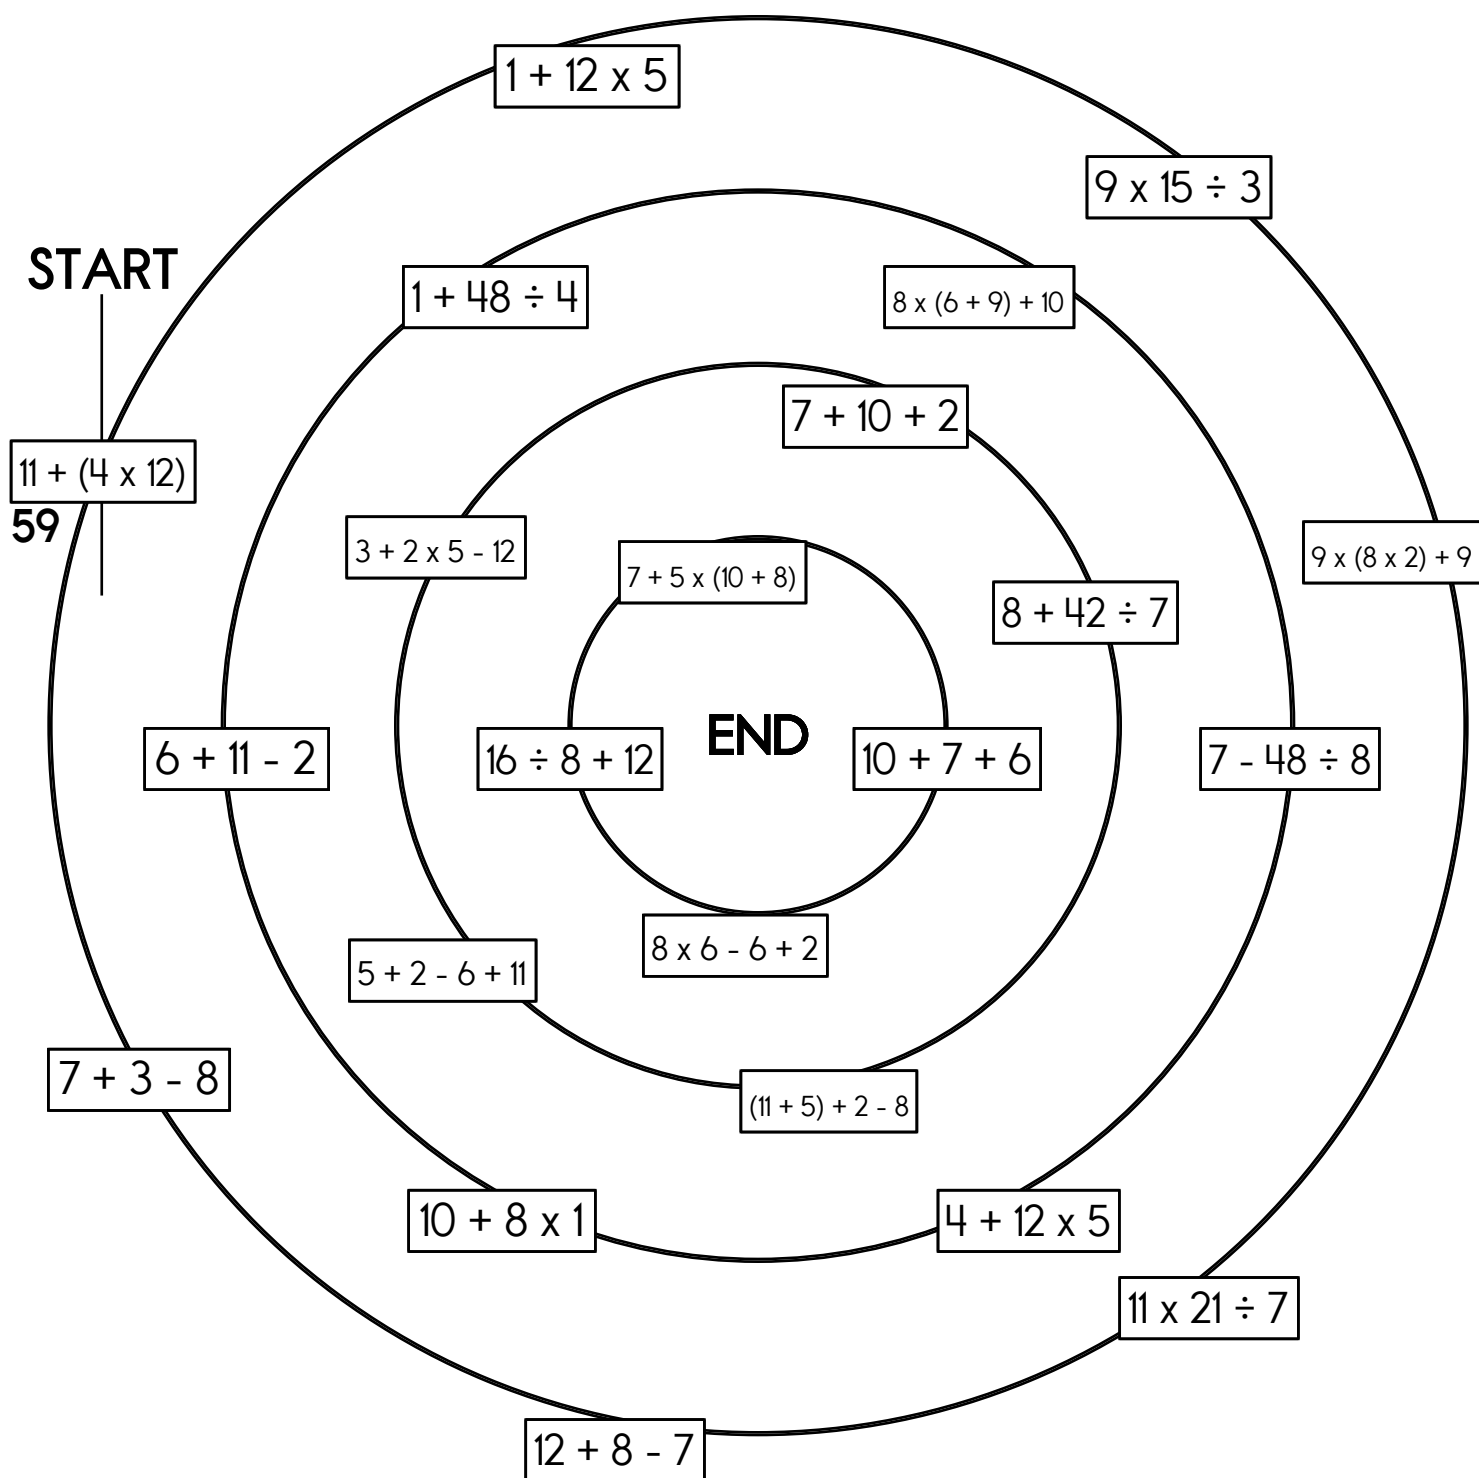 1 + 12 x 5
9 x 15 ÷ 3
START
1 + 48 ÷ 4
8 x (6 + 9) + 10
7 + 10 + 2
11 + (4 x 12)
59
3 + 2 x 5 - 12
9 x (8 x 2) + 9
7 + 5 x (10 + 8)
8 + 42 ÷ 7
END
6 + 11 - 2
16 ÷ 8 + 12
10 + 7 + 6
7 - 48 ÷ 8
8 x 6 - 6 + 2
5 + 2 - 6 + 11
7 + 3 - 8
(11 + 5) + 2 - 8
10 + 8 x 1
4 + 12 x 5
11 x 21 ÷ 7
12 + 8 - 7